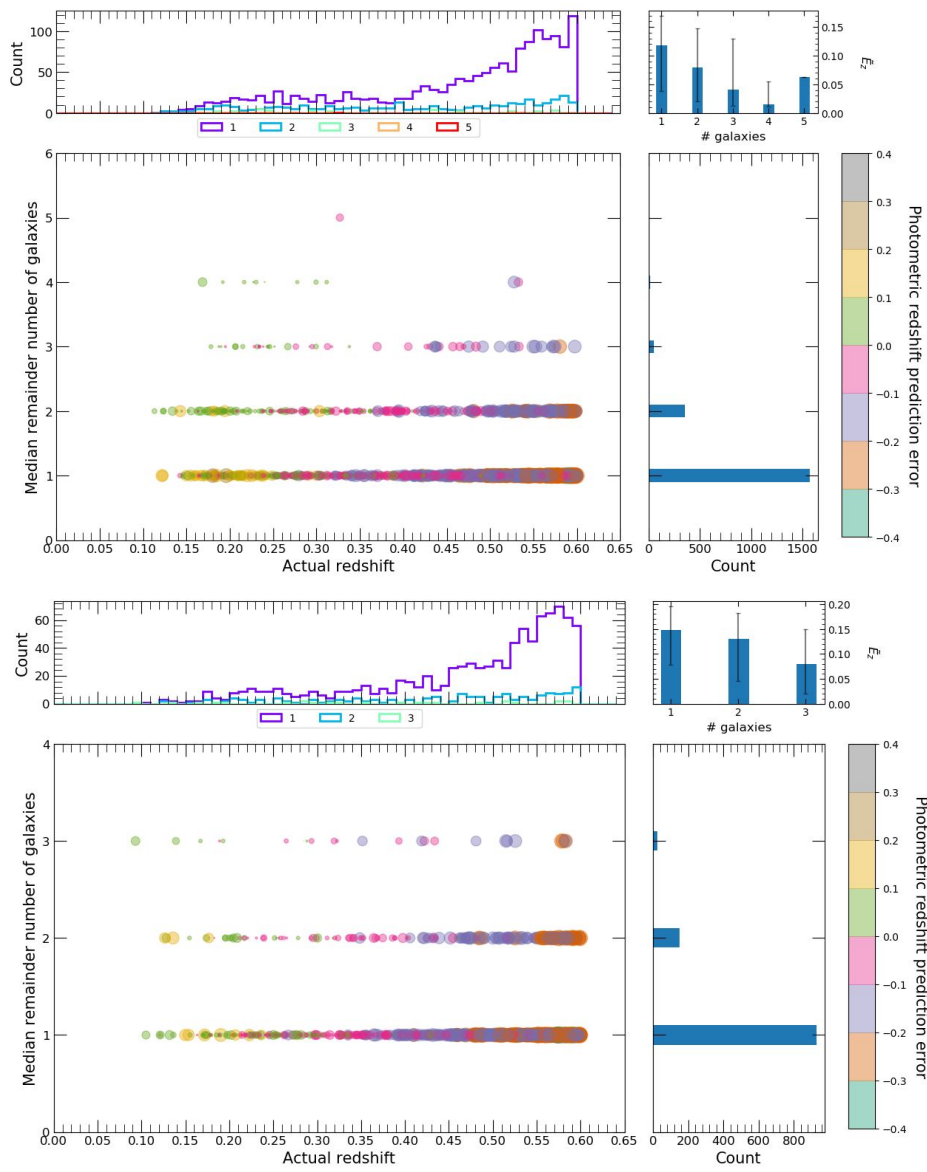 100
50
0
Count
1 2 3 4 5
0.15
0.10
0.05
0.00
Ēz
1 2 3 4 5
# galaxies
6
5
4
3
2
1
0
Median remainder number of galaxies
0.00 0.05 0.10 0.15 0.20 0.25 0.30 0.35 0.40 0.45 0.50 0.55 0.60 0.65
Actual redshift
0 500 1000 1500
Count
0.4
0.3
0.2
0.1
0.0
−0.1
−0.2
−0.3
−0.4
Photometric redshift prediction error
60
40
20
0
Count
1 2 3
0.20
0.15
0.10
0.05
0.00
Ēz
1 2 3
# galaxies
4
3
2
1
0
Median remainder number of galaxies
0.00 0.05 0.10 0.15 0.20 0.25 0.30 0.35 0.40 0.45 0.50 0.55 0.60 0.65
Actual redshift
0 200 400 600 800
Count
0.4
0.3
0.2
0.1
0.0
−0.1
−0.2
−0.3
−0.4
Photometric redshift prediction error